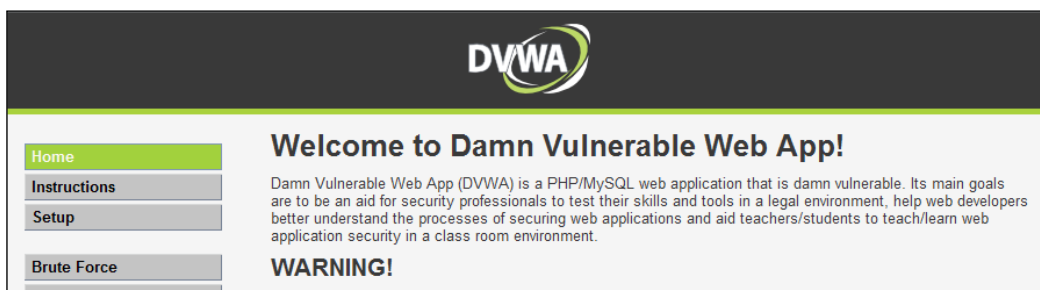 DVWA
Home
Instructions
Setup
Brute Force
Welcome to Damn Vulnerable Web App!
Damn Vulnerable Web App (DVWA) is a PHP/MySQL web application that is damn vulnerable. Its main goals
are to be an aid for security professionals to test their skills and tools in a legal environment, help web developers
better understand the processes of securing web applications and aid teachers/students to teach/learn web
application security in a class room environment.
WARNING!